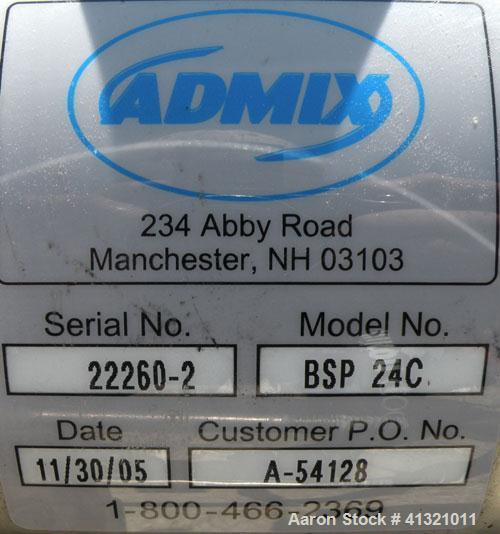 ADMIX
234 Abby Road
Manchester, NH 03103
Serial No. Model No.
22260-2 BSP 24C
Date Customer P.O. No.
11/30/05 A-54128
1-800-466-2369
Aaron Stock # 41321011